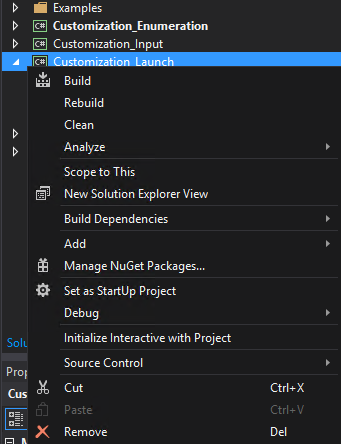 Examples
C# Customization_Enumeration
C# Customization_Input
C# Customization_Launch
Build
Rebuild
Clean
Analyze
Scope to This
New Solution Explorer View
Build Dependencies
Add
Manage NuGet Packages...
Set as StartUp Project
Debug
Initialize Interactive with Project
Source Control
Solu
Cut Ctrl+X
Prop
Cus
Paste Ctrl+V
Remove Del